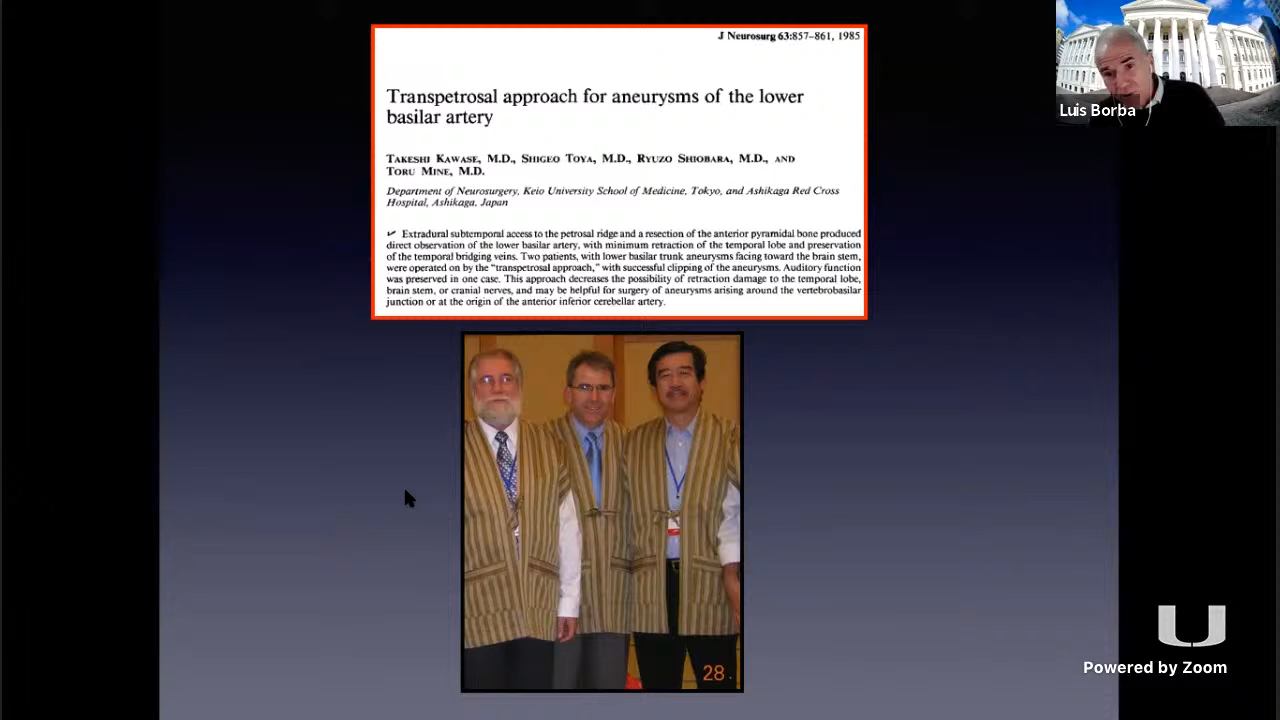 J Neurosurg 63:857–861, 1985
Transpetrosal approach for aneurysms of the lower
basilar artery
TAKESHI KAWASE, M.D., SHIGEO TOYA, M.D., RYUZO SHIOBARA, M.D., AND
TORU MINE, M.D.
Department of Neurosurgery, Keio University School of Medicine, Tokyo, and Ashikaga Red Cross
Hospital, Ashikaga, Japan
✓ Extradural subtemporal access to the petrosal ridge and a resection of the anterior pyramidal bone produced
direct observation of the lower basilar artery, with minimum retraction of the temporal lobe and preservation
of the temporal bridging veins. Two patients, with lower basilar trunk aneurysms facing toward the brain stem,
were operated on by the "transpetrosal approach," with successful clipping of the aneurysms. Auditory function
was preserved in one case. This approach decreases the possibility of retraction damage to the temporal lobe,
brain stem, or cranial nerves, and may be helpful for surgery of aneurysms arising around the vertebrobasilar
junction or at the origin of the anterior inferior cerebellar artery.
Luis Borba
28
U
Powered by Zoom